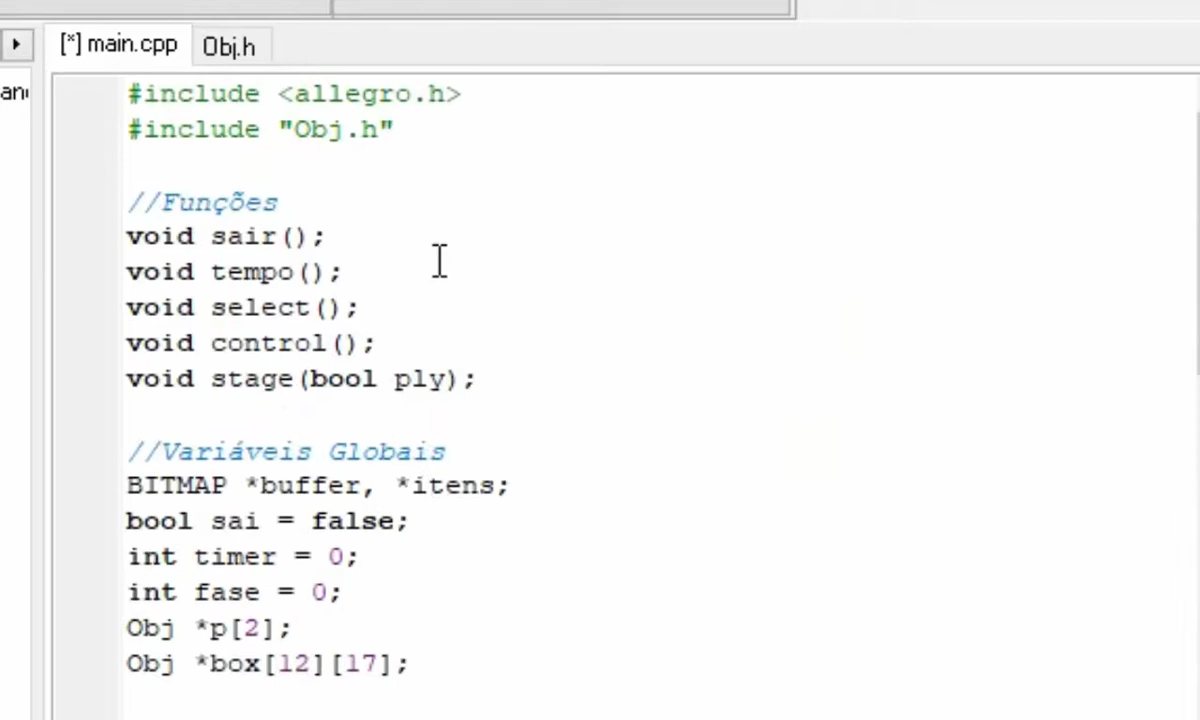 [*] main.cpp
Obj.h
#include <allegro.h>
#include "Obj.h"
//Funções
void sair();
void tempo();
void select();
void control();
void stage(bool ply);
//Variáveis Globais
BITMAP *buffer, *itens;
bool sai = false;
int timer = 0;
int fase = 0;
Obj *p[2];
Obj *box[12][17];